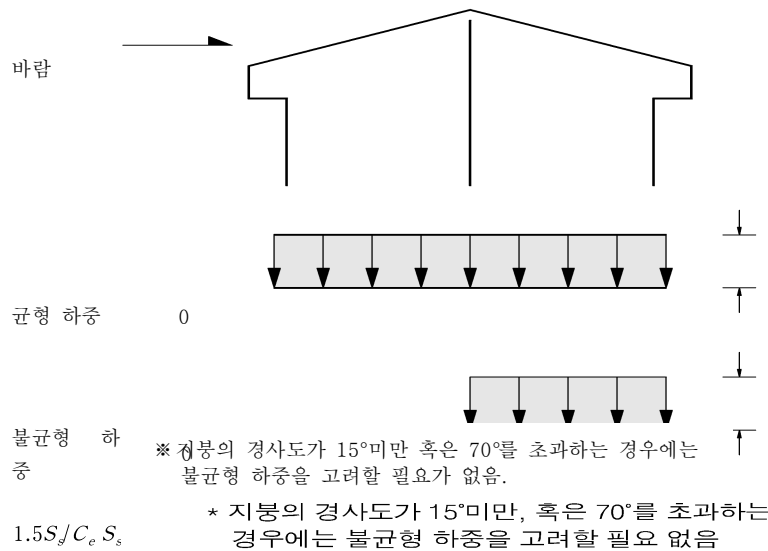 바람
균형 하중 0
불균형 하
중
0
※ 지붕의 경사도가 15°미만 혹은 70°를 초과하는 경우에는
불균형 하중을 고려할 필요가 없음.
* 지붕의 경사도가 15°미만, 혹은 70°를 초과하는
경우에는 불균형 하중을 고려할 필요 없음
1.5Ss/Ce Ss